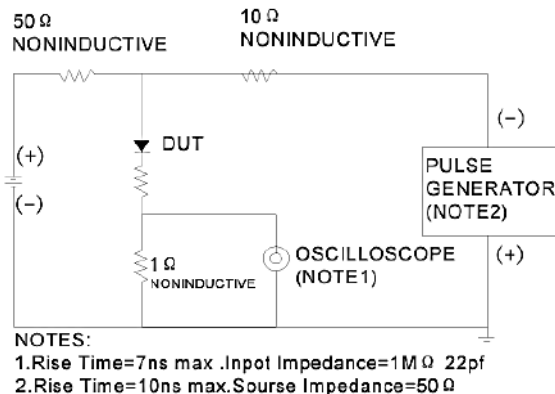 50 Ω
NONINDUCTIVE
10 Ω
NONINDUCTIVE
(+)
(−)
DUT
1 Ω
NONINDUCTIVE
OSCILLOSCOPE
(NOTE1)
(−)
PULSE
GENERATOR
(NOTE2)
(+)
NOTES:
1.Rise Time=7ns max .Inpot Impedance=1M Ω 22pf
2.Rise Time=10ns max.Sourse Impedance=50 Ω